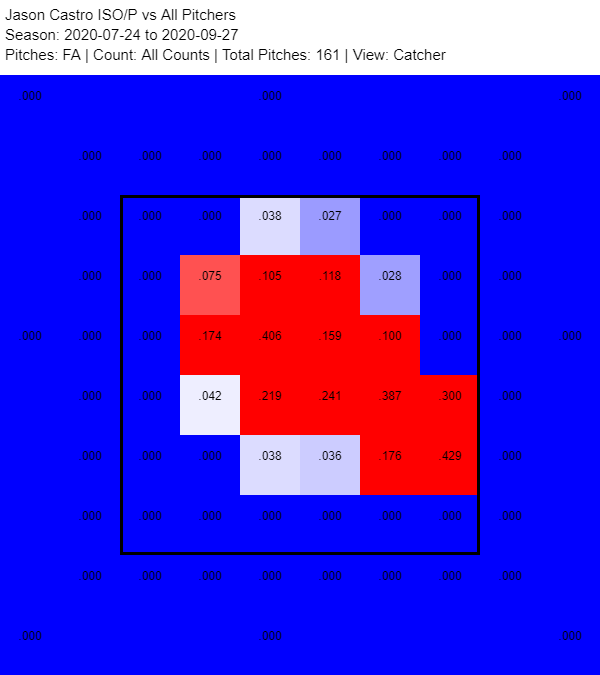 Jason Castro ISO/P vs All Pitchers
Season: 2020-07-24 to 2020-09-27
Pitches: FA | Count: All Counts | Total Pitches: 161 | View: Catcher
.000 .000 .000
.000 .000 .000 .000 .000 .000 .000 .000
.000 .000 .000 .038 .027 .000 .000 .000
.000 .000 .075 .105 .118 .028 .000 .000
.000 .000 .000 .174 .406 .159 .100 .000 .000 .000
.000 .000 .042 .219 .241 .387 .300 .000
.000 .000 .000 .038 .036 .176 .429 .000
.000 .000 .000 .000 .000 .000 .000 .000
.000 .000 .000 .000 .000 .000 .000 .000
.000 .000 .000